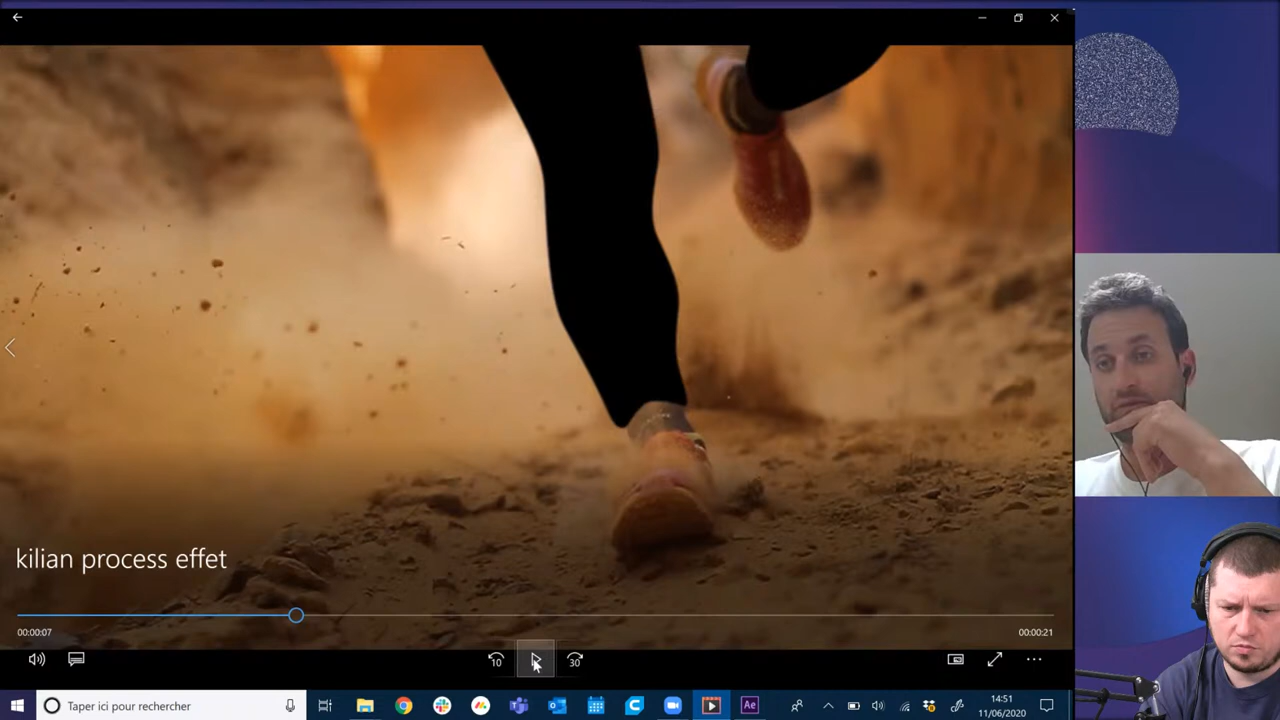 kilian process effet
00:00:07
00:00:21
10
30
Taper ici pour rechercher
Ae
14:51
11/06/2020